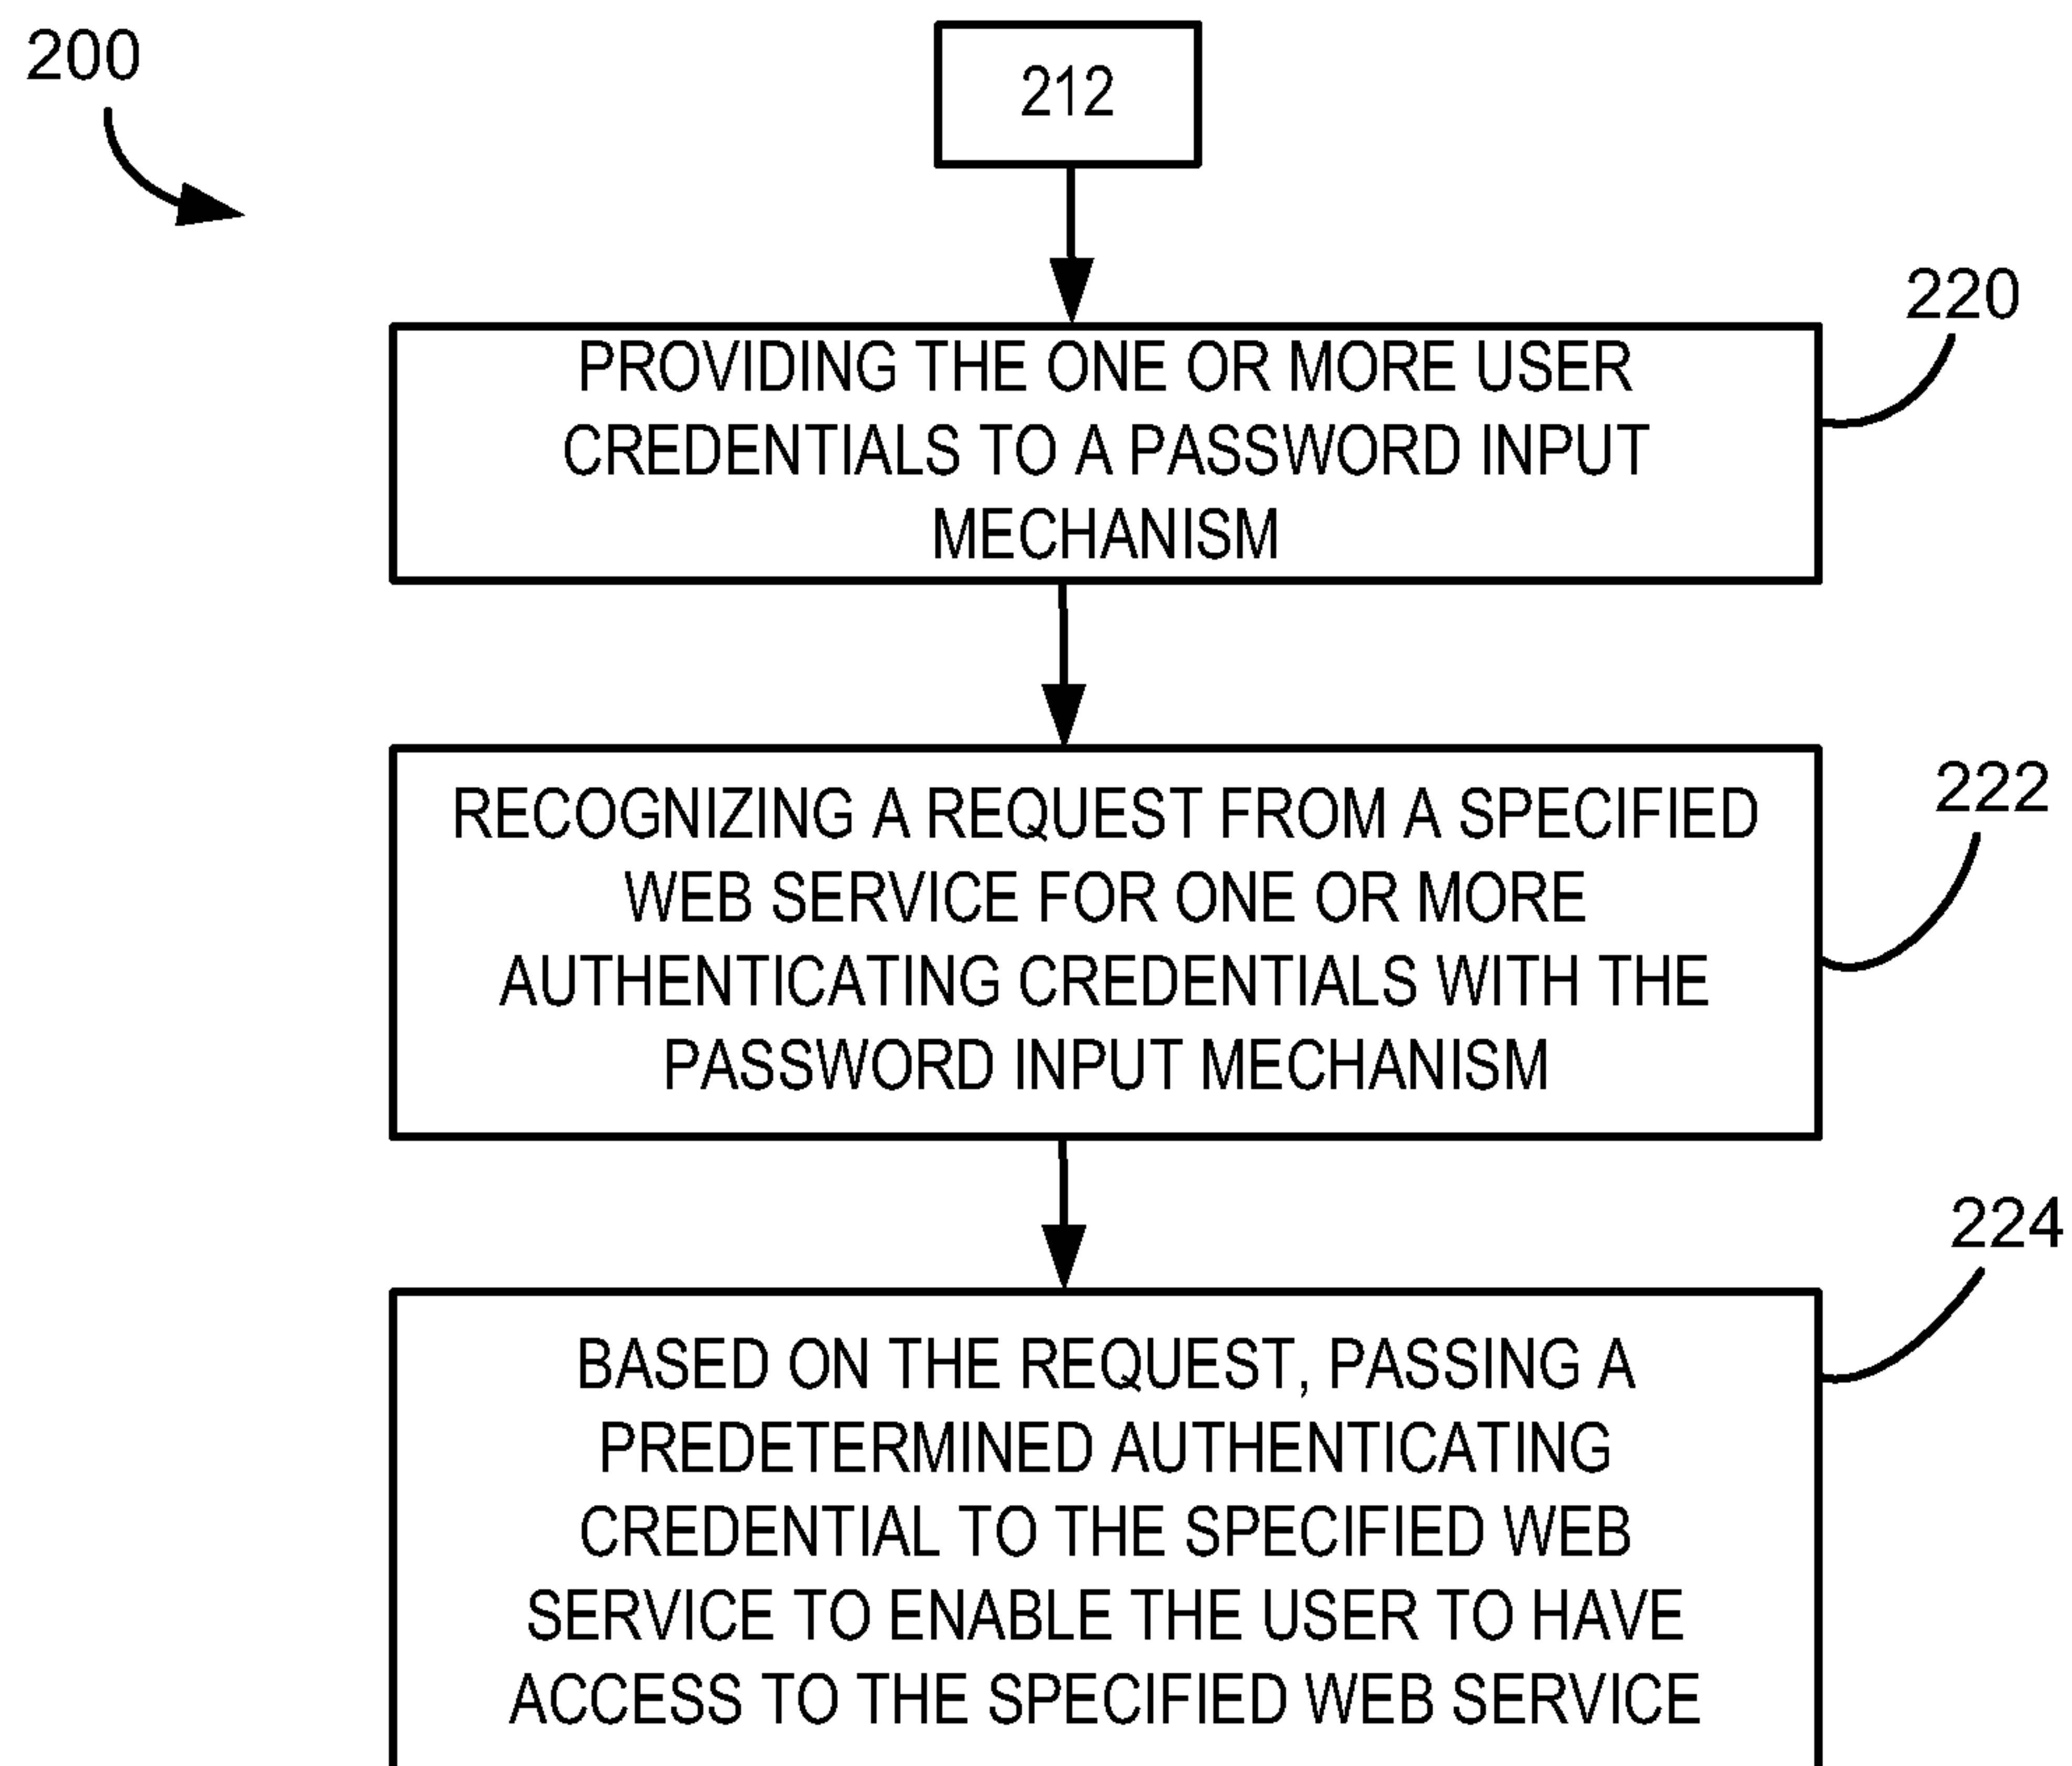 200
212
220
PROVIDING THE ONE OR MORE USER
CREDENTIALS TO A PASSWORD INPUT
MECHANISM
222
RECOGNIZING A REQUEST FROM A SPECIFIED
WEB SERVICE FOR ONE OR MORE
AUTHENTICATING CREDENTIALS WITH THE
PASSWORD INPUT MECHANISM
224
BASED ON THE REQUEST, PASSING A
PREDETERMINED AUTHENTICATING
CREDENTIAL TO THE SPECIFIED WEB
SERVICE TO ENABLE THE USER TO HAVE
ACCESS TO THE SPECIFIED WEB SERVICE